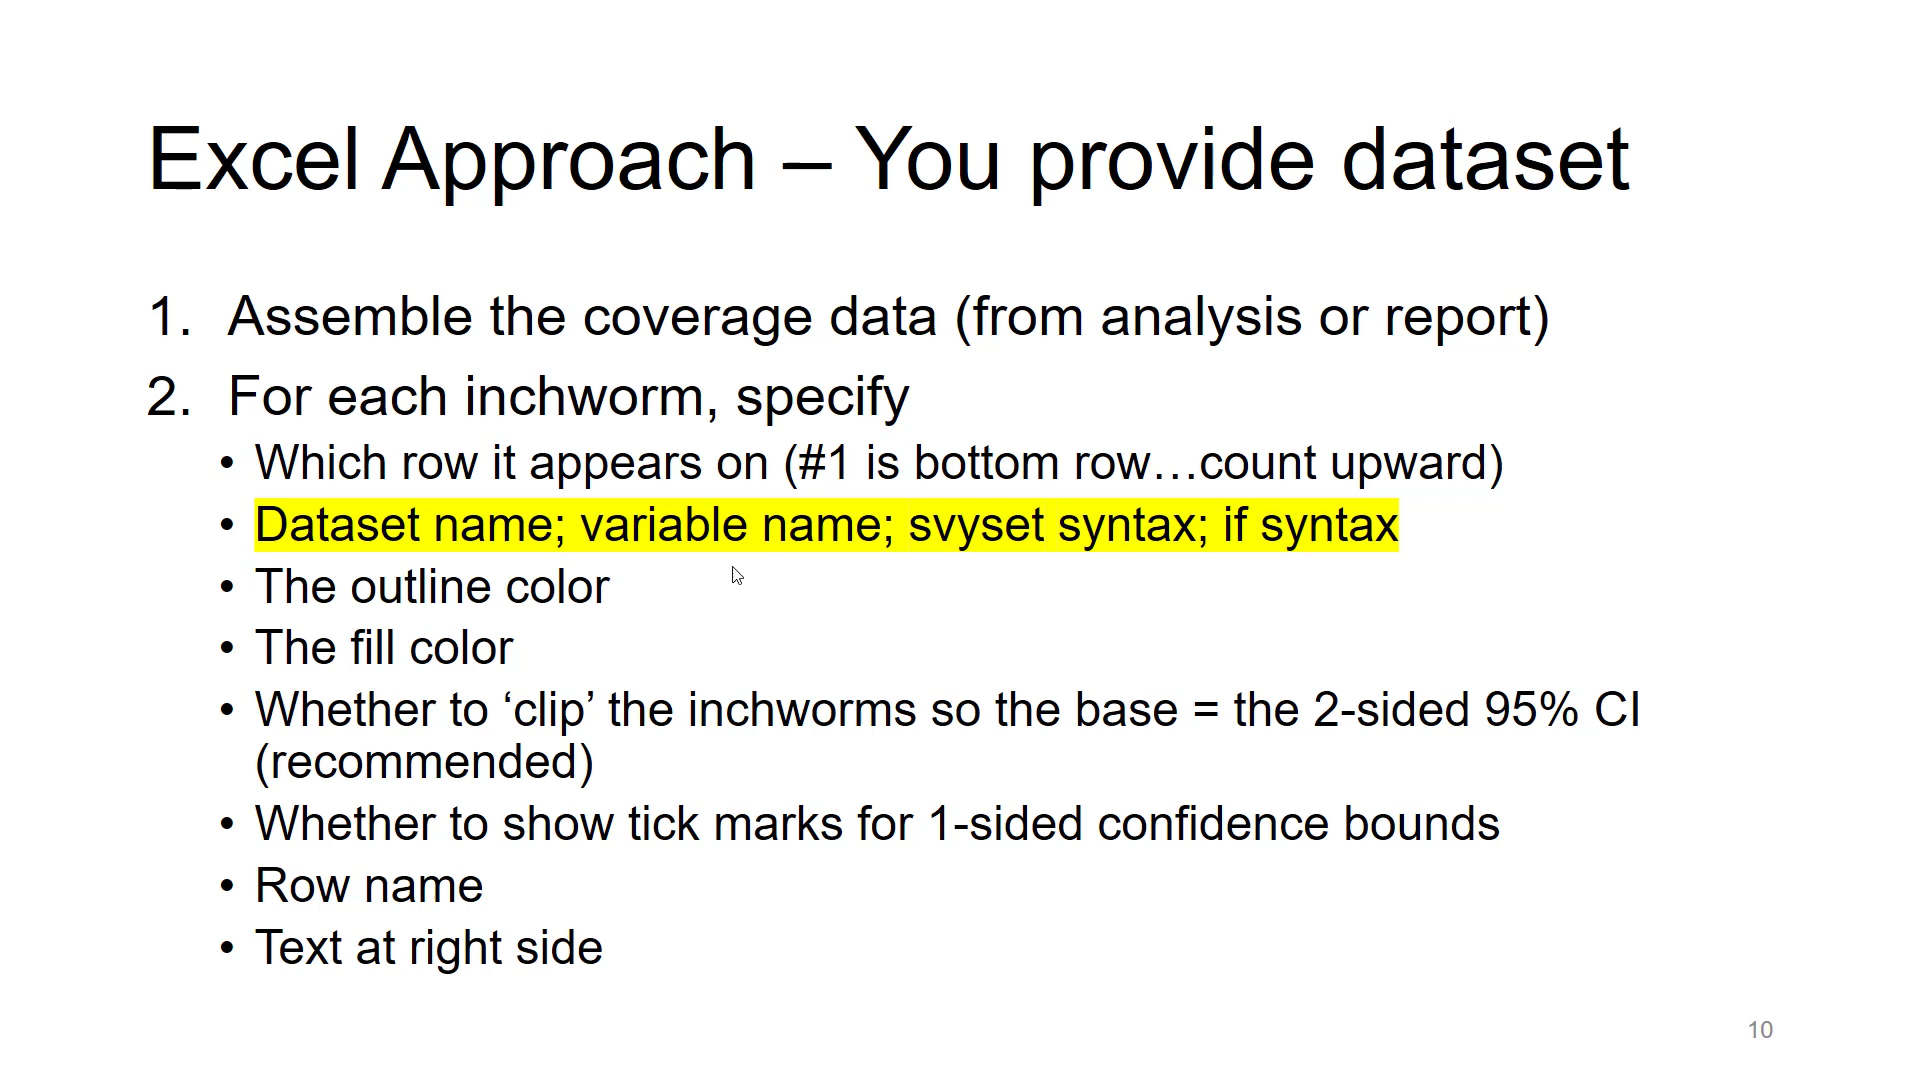 Excel Approach – You provide dataset
1. Assemble the coverage data (from analysis or report)
2. For each inchworm, specify
• Which row it appears on (#1 is bottom row…count upward)
• Dataset name; variable name; svyset syntax; if syntax
• The outline color
• The fill color
• Whether to ‘clip’ the inchworms so the base = the 2-sided 95% CI
(recommended)
• Whether to show tick marks for 1-sided confidence bounds
• Row name
• Text at right side
10